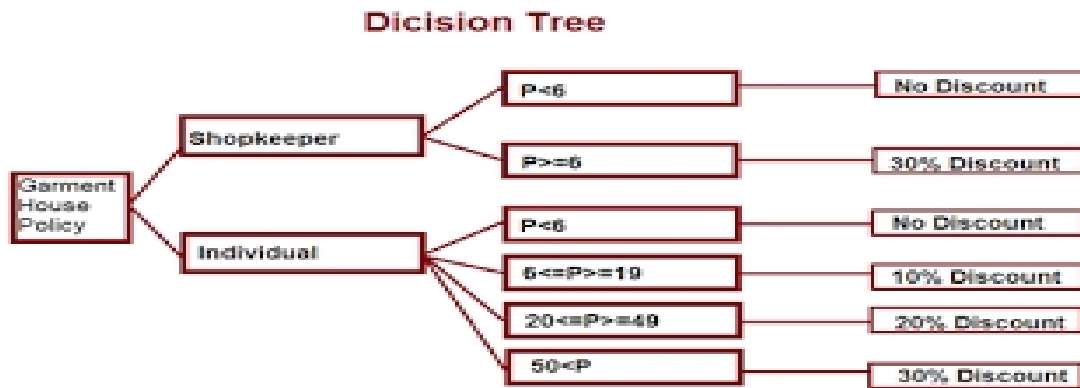 Dicision Tree
P<6
No Discount
Shopkeeper
P>=6
30% Discount
Garment
House
Policy
P<6
No Discount
Individual
6<=P>=19
10% Discount
20<=P>=49
20% Discount
50<P
30% Discount